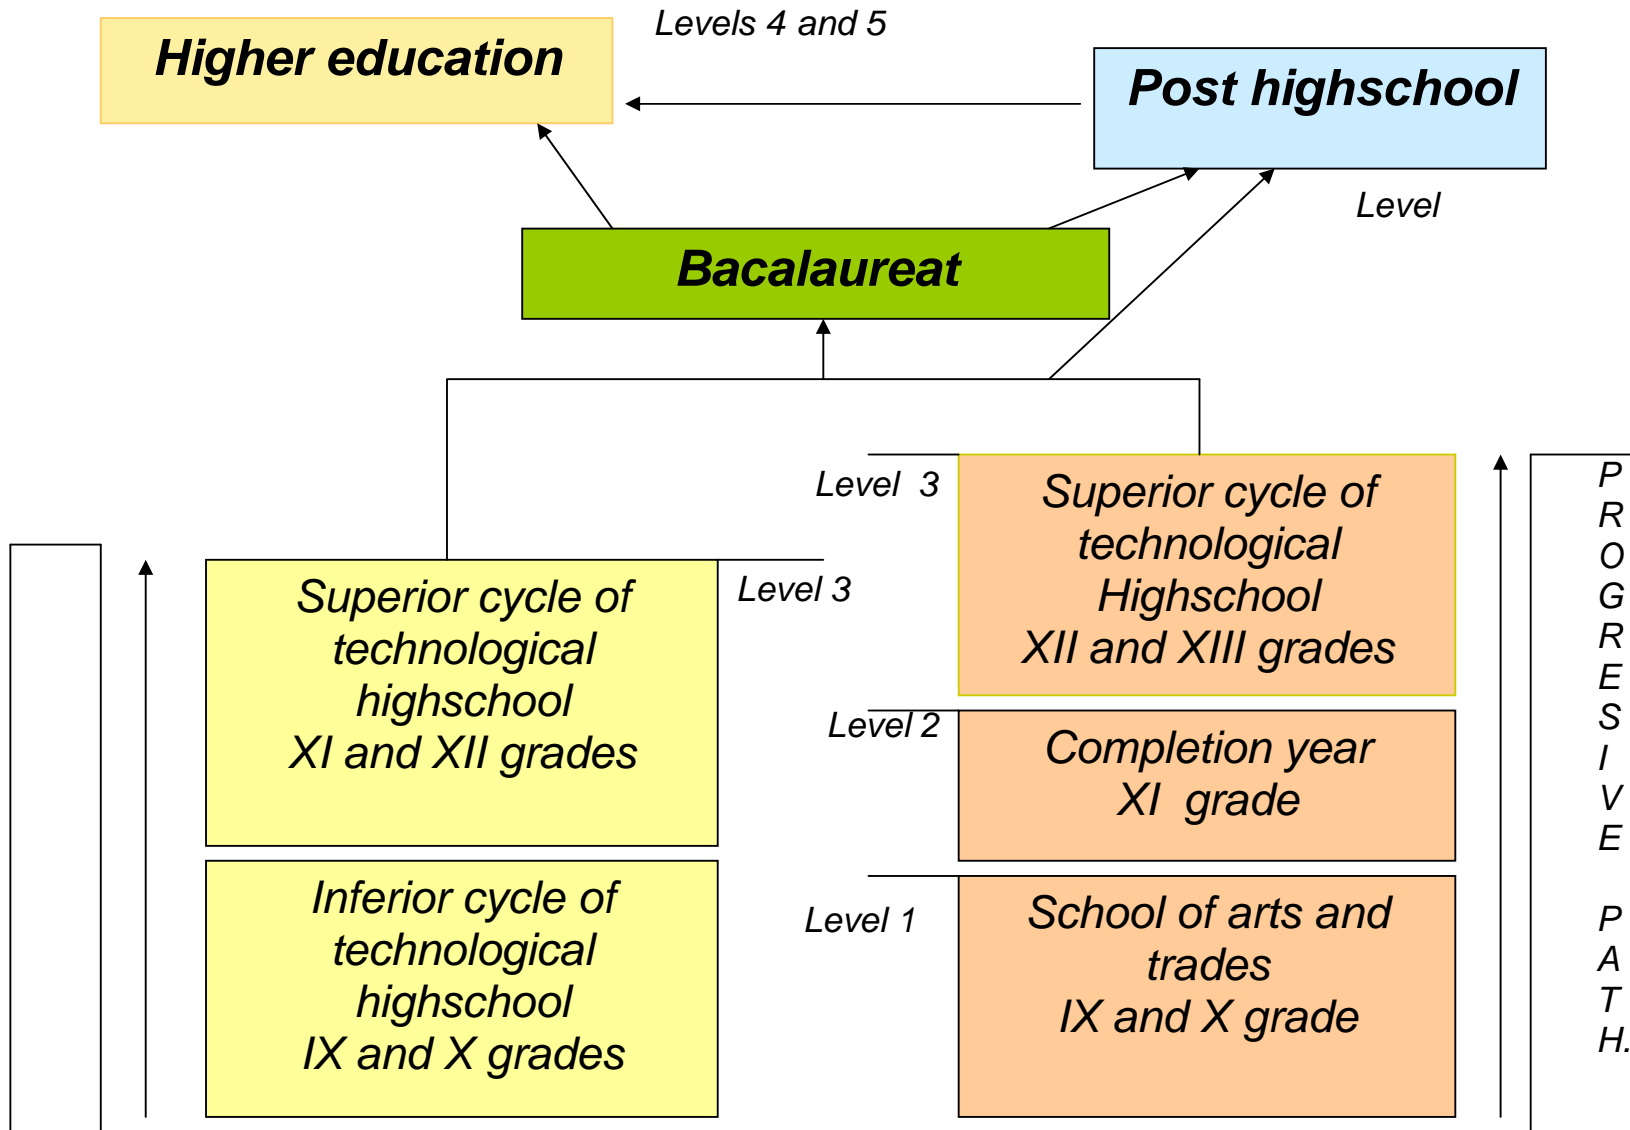 Levels 4 and 5
Higher education
Post highschool
Level
Bacalaureat
Level 3
Superior cycle of
technological
Highschool
XII and XIII grades
Level 3
Superior cycle of
technological
highschool
XI and XII grades
Level 2
Completion year
XI grade
Inferior cycle of
technological
highschool
IX and X grades
Level 1
School of arts and
trades
IX and X grade
P
R
O
G
R
E
S
I
V
E
P
A
T
H.